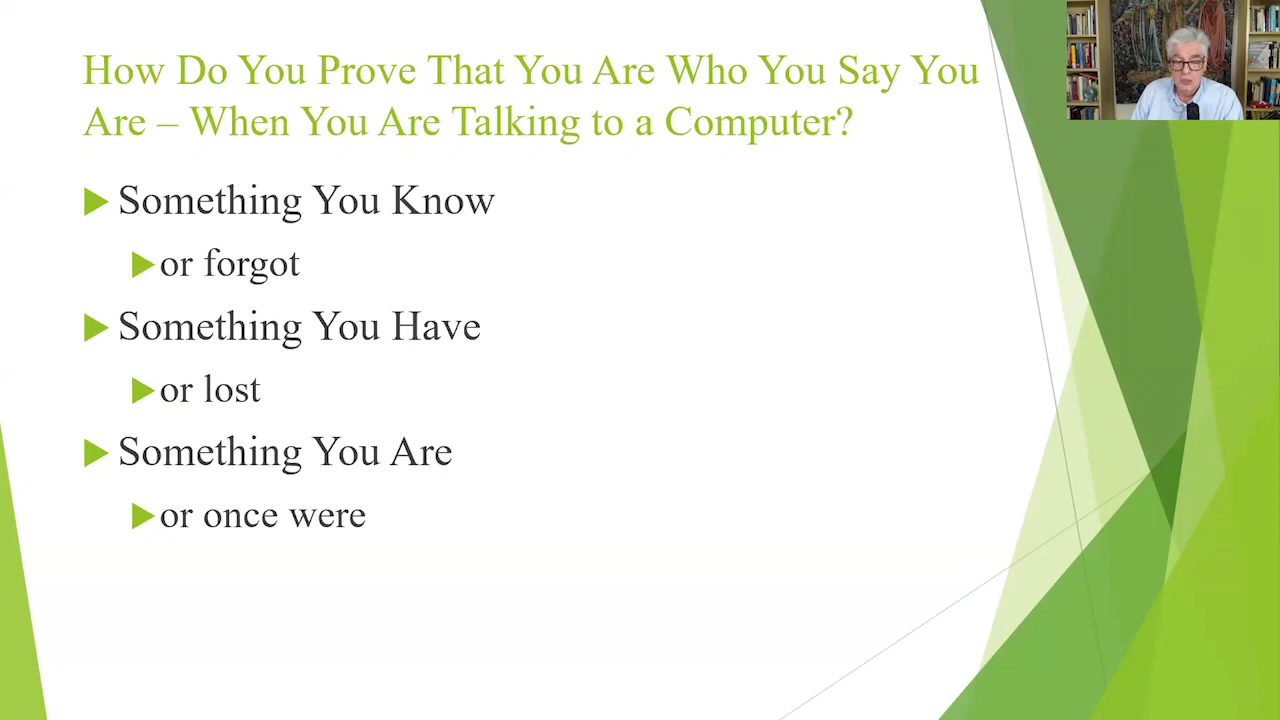 How Do You Prove That You Are Who You Say You
Are – When You Are Talking to a Computer?
Something You Know
or forgot
Something You Have
or lost
Something You Are
or once were